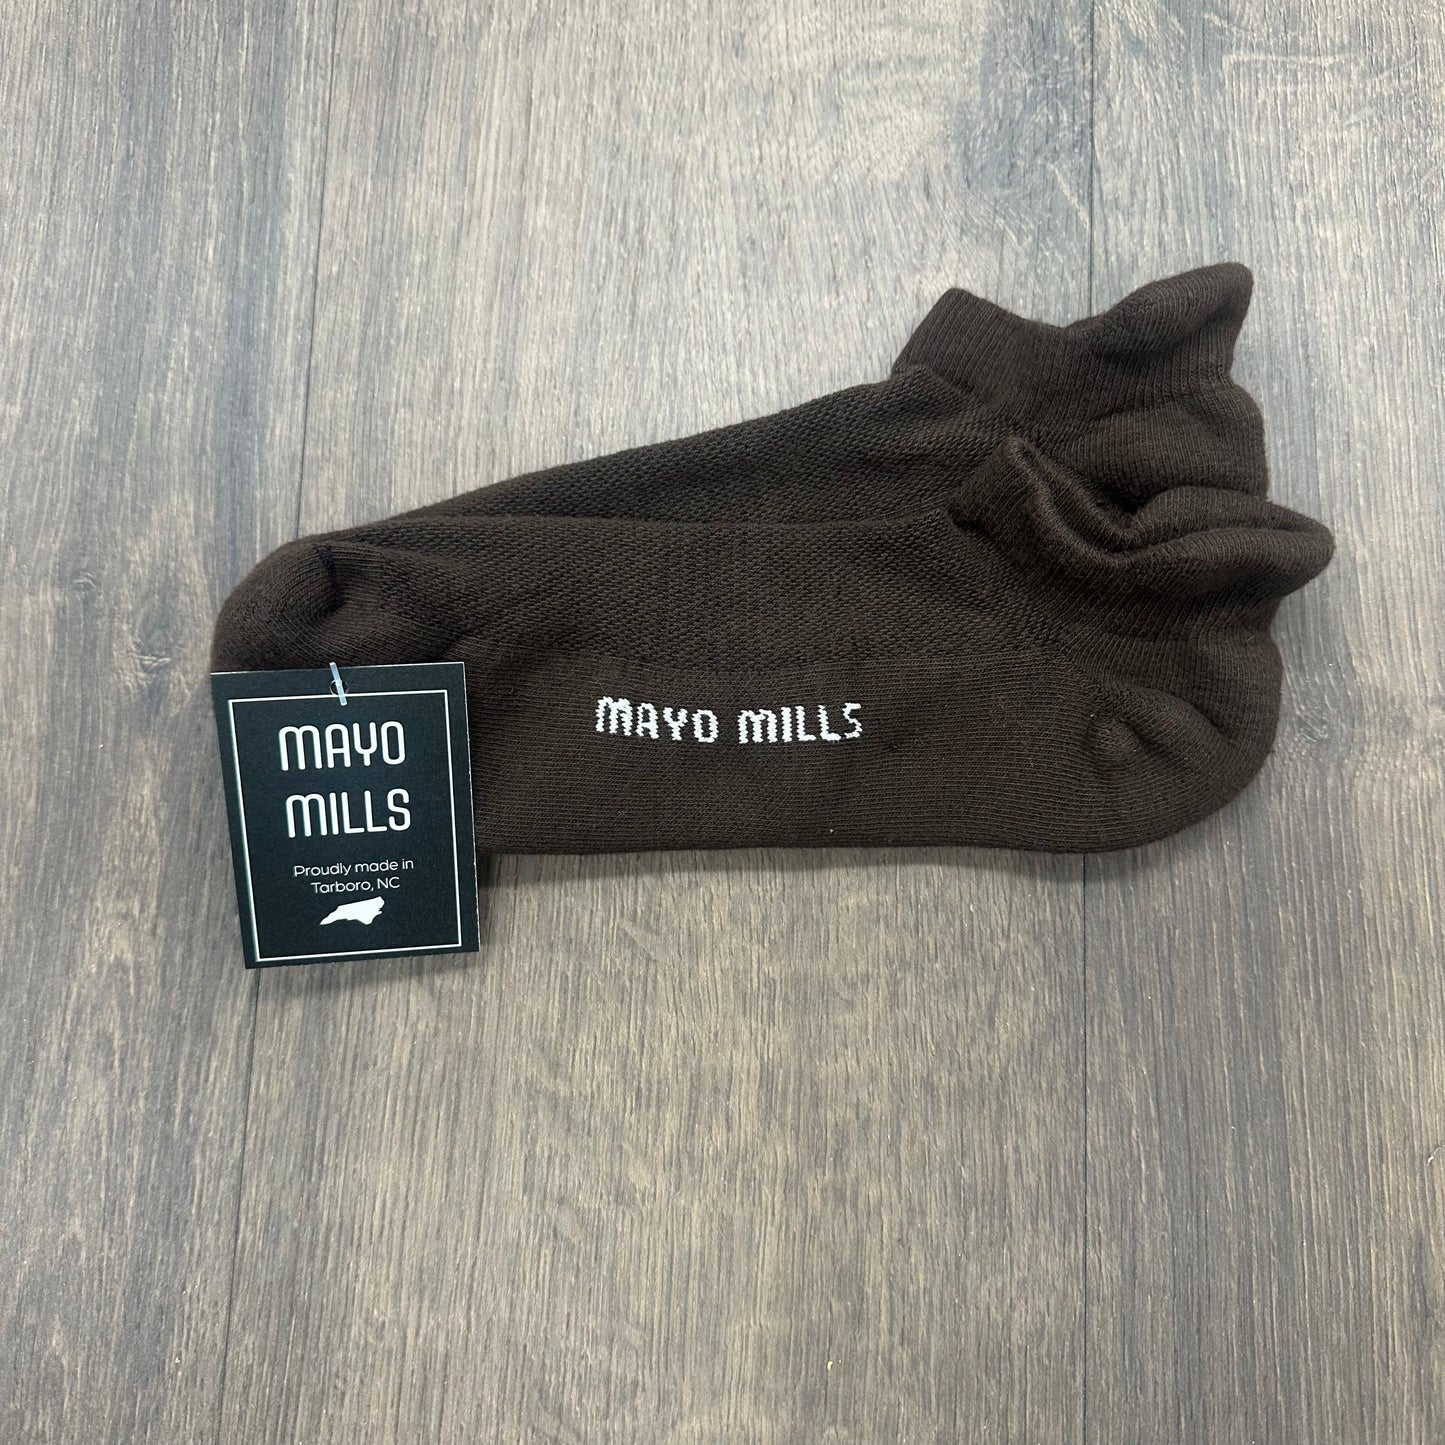 MAYO
MILLS
Proudly made in
Tarboro, NC
MAYO MILLS